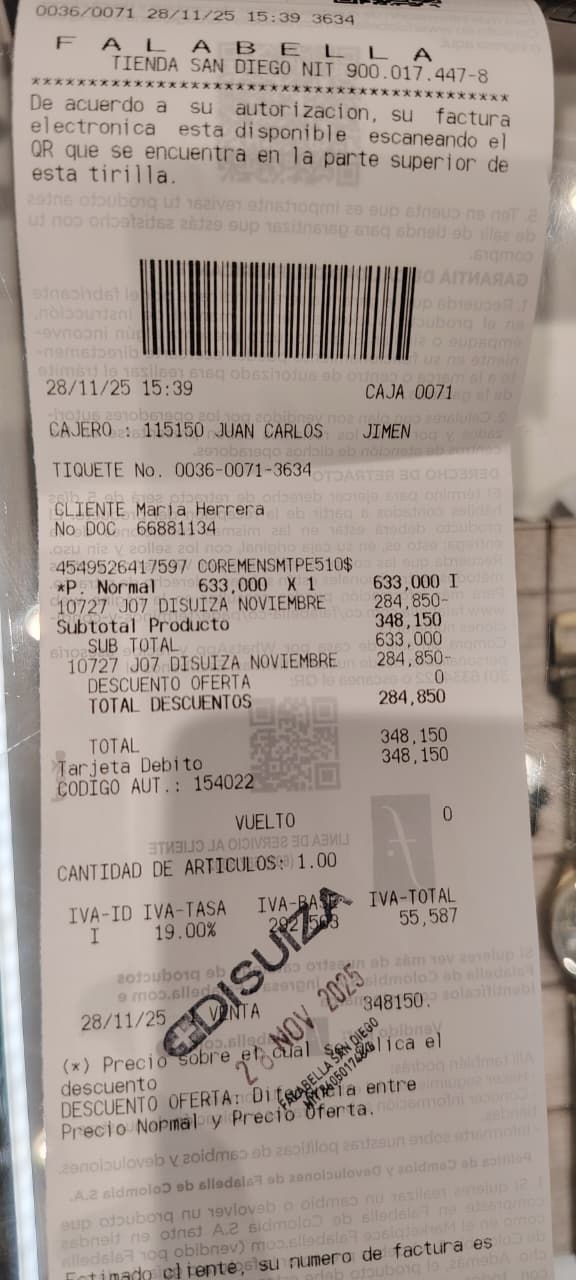 0036/0071 28/11/25 15:39 3634
F A L A B E L L A
TIENDA SAN DIEGO NIT 900.017.447-8
******************************************
De acuerdo a su autorizacion, su factura
electronica esta disponible escaneando el
QR que se encuentra en la parte superior de
esta tirilla.
28/11/25 15:39 CAJA 0071
CAJERO : 115150 JUAN CARLOS JIMEN
TIQUETE No. 0036-0071-3634
CLIENTE Maria Herrera
No DOC 66881134
4549526417597 COREMENSMTPE510$
*P. Normal 633,000 X 1 633,000 I
10727 J07 DISUIZA NOVIEMBRE 284,850-
Subtotal Producto 348,150
SUB TOTAL 633,000
10727 J07 DISUIZA NOVIEMBRE 284,850-
DESCUENTO OFERTA 0
TOTAL DESCUENTOS 284,850
TOTAL 348,150
Tarjeta Debito 348,150
CODIGO AUT.: 154022
VUELTO 0
CANTIDAD DE ARTICULOS: 1.00
IVA-ID IVA-TASA IVA-BASE IVA-TOTAL
I 19.00% 55,587
DISUIZA
28 NOV 2025
FALABELLA SAN DIEGO
28/11/25 VENTA 348150.
(*) Precio sobre el cual se aplica el
descuento
DESCUENTO OFERTA: Diferencia entre
Precio Normal y Precio Oferta.
Estimado cliente, su numero de factura es